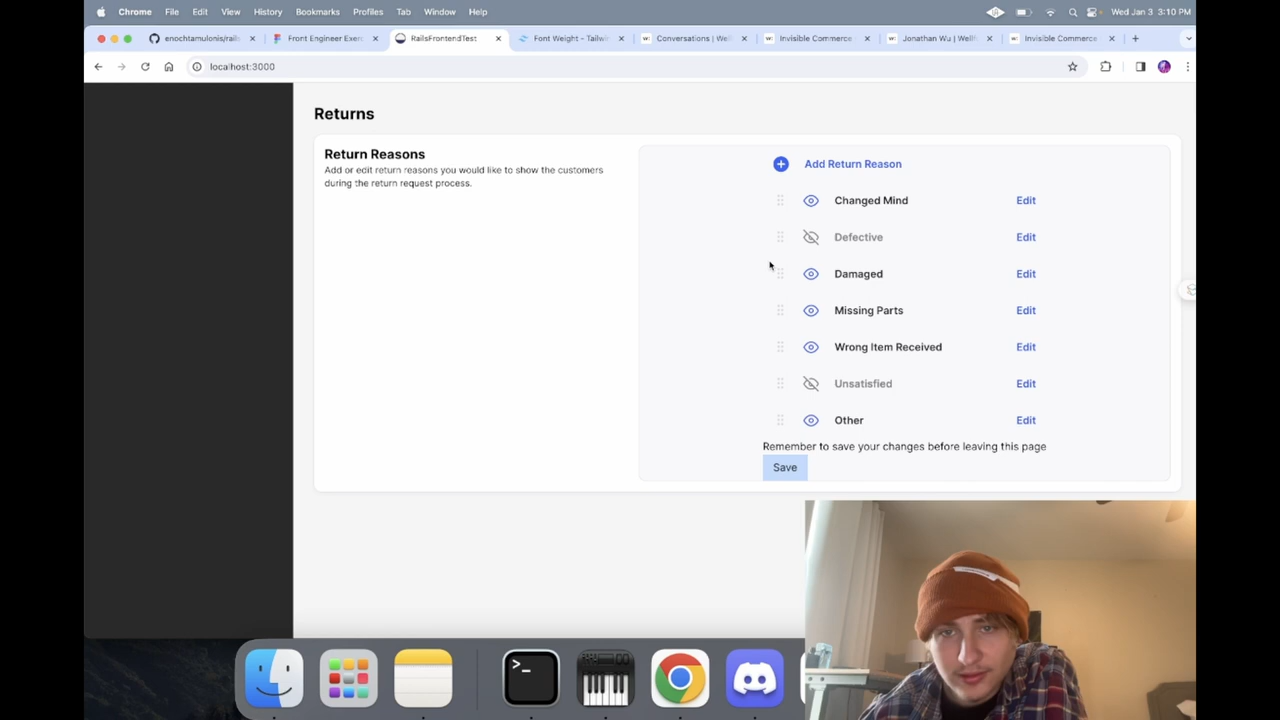 Chrome File Edit View History Bookmarks Profiles Tab Window Help Wed Jan 3 3:10 PM
enochtamulonis/rails Front Engineer Exerc RailsFrontendTest Font Weight - Tailwin Conversations | Well Invisible Commerce Jonathan Wu | Wellf Invisible Commerce
localhost:3000
Returns
Return Reasons
Add or edit return reasons you would like to show the customers
during the return request process.
Add Return Reason
Changed Mind Edit
Defective Edit
Damaged Edit
Missing Parts Edit
Wrong Item Received Edit
Unsatisfied Edit
Other Edit
Remember to save your changes before leaving this page
Save